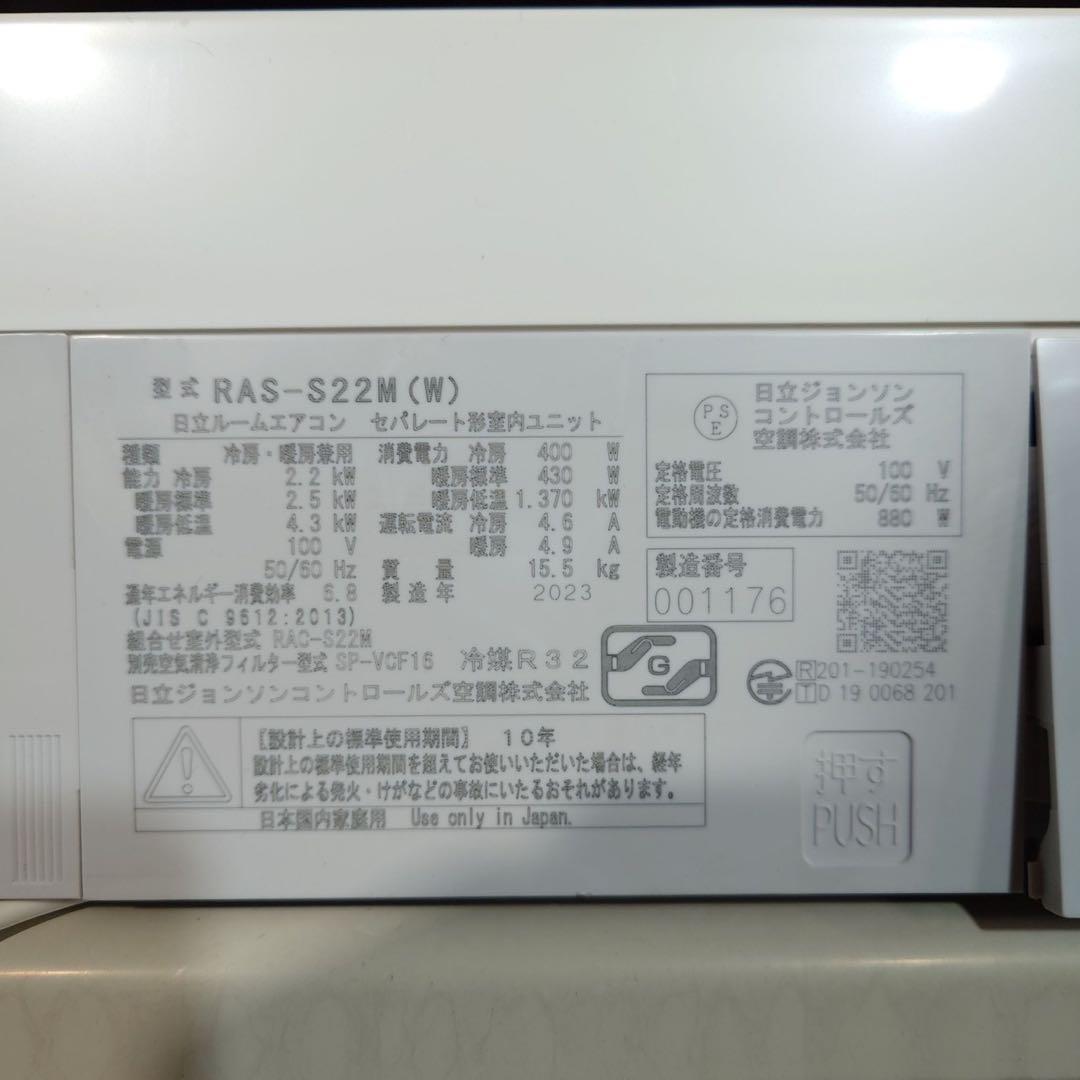 型式 RAS-S22M(W)
日立ルームエアコン セパレート形室内ユニット
種類 冷房・暖房兼用
能力 冷房 2.2 kW
暖房標準 2.5 kW
暖房低温 4.3 kW
電源 100 V
50/60 Hz
通年エネルギー消費効率 6.8
(JIS C 9612:2013)
消費電力 冷房 400 W
暖房標準 430 W
暖房低温 1.370 kW
運転電流 冷房 4.6 A
暖房 4.9 A
質量 15.5 kg
製造年 2023
組合せ室外型式 RAC-S22M
別売空気清浄フィルター型式 SP-VCF16
冷媒R32
日立ジョンソンコントロールズ空調株式会社
G
PS
E
日立ジョンソン
コントロールズ
空調株式会社
定格電圧 100 V
定格周波数 50/60 Hz
電動機の定格消費電力 880 W
製造番号
001176
R 201-190254
T D 19 0068 201
[設計上の標準使用期間] 10年
設計上の標準使用期間を超えてお使いいただいた場合は、経年
劣化による発火・けがなどの事故にいたるおそれがあります。
日本国内家庭用 Use only in Japan.
押す
PUSH